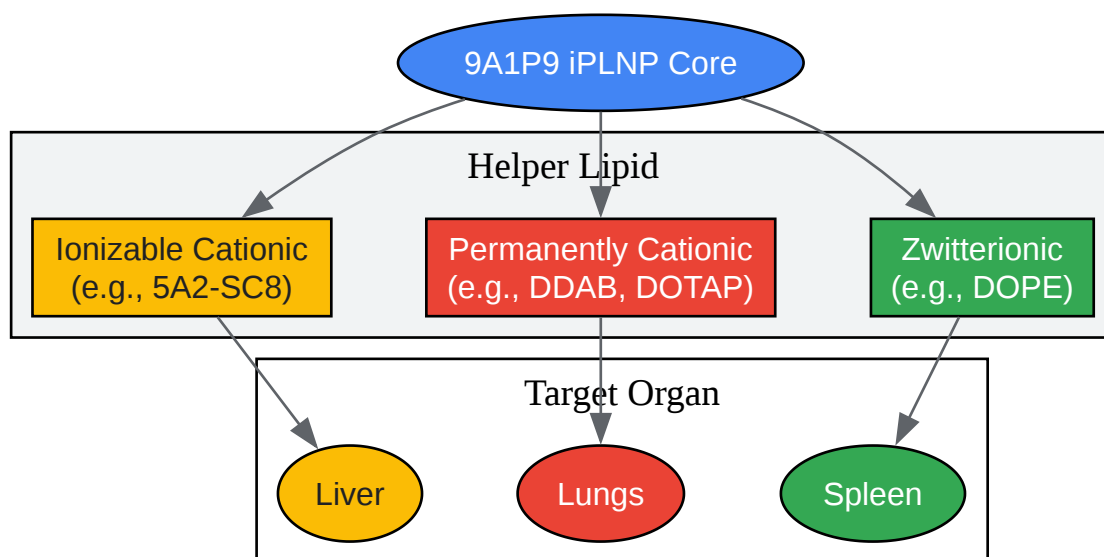 9A1P9 iPLNP Core
Helper Lipid
Ionizable Cationic
(e.g., 5A2-SC8)
Permanently Cationic
(e.g., DDAB, DOTAP)
Zwitterionic
(e.g., DOPE)
Target Organ
Liver
Lungs
Spleen